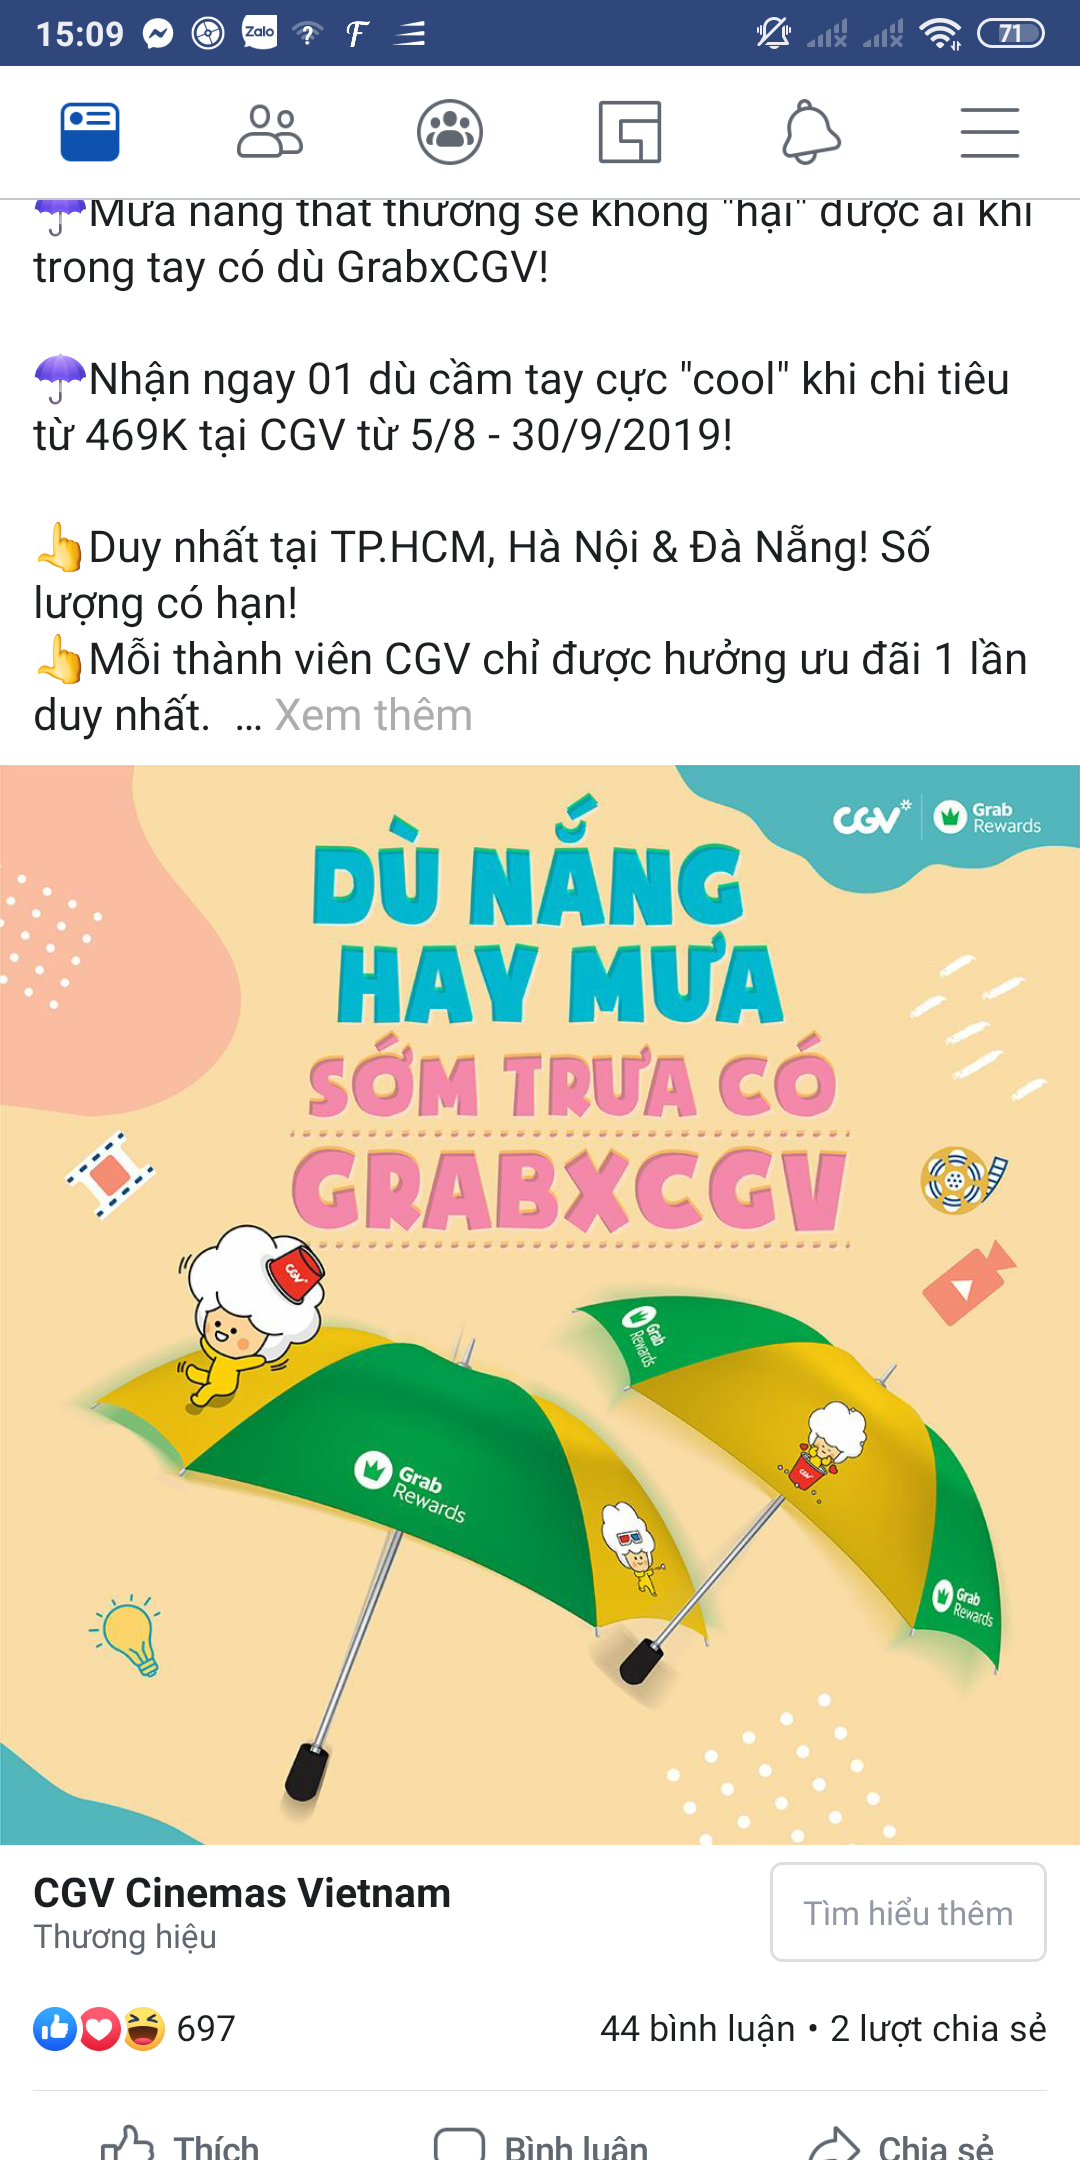 15:09
Zalo
71
☂Mưa nắng thất thường sẽ không "hại" được ai khi
trong tay có dù GrabxCGV!
☂Nhận ngay 01 dù cầm tay cực "cool" khi chi tiêu
từ 469K tại CGV từ 5/8 - 30/9/2019!
👆Duy nhất tại TP.HCM, Hà Nội & Đà Nẵng! Số
lượng có hạn!
👆Mỗi thành viên CGV chỉ được hưởng ưu đãi 1 lần
duy nhất. ... Xem thêm
CGV* Grab
Rewards
DÙ NẮNG
HAY MƯA
SỚM TRƯA CÓ
GRABXCGV
CGV
Grab
Rewards
Grab
Rewards
CGV
Grab
Rewards
CGV Cinemas Vietnam
Thương hiệu
Tìm hiểu thêm
697
44 bình luận • 2 lượt chia sẻ
Thích
Bình luận
Chia sẻ